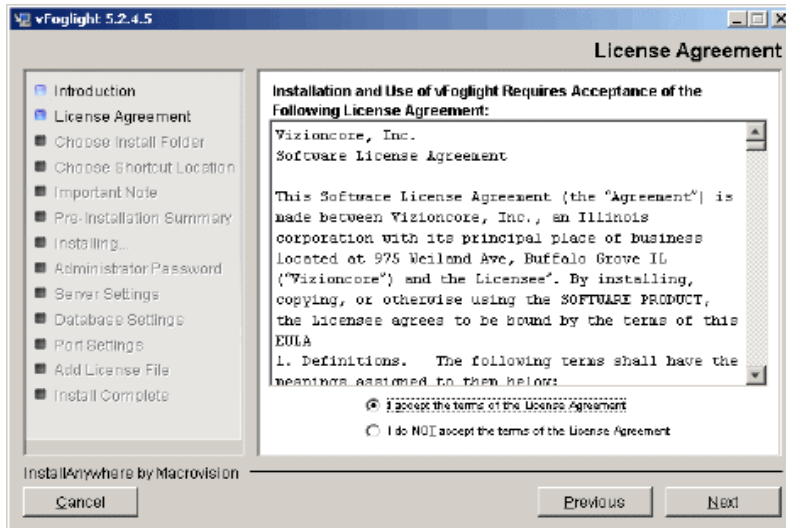 vFoglight 5.2.4.5
License Agreement
Introduction
License Agreement
Choose Install Folder
Choose Shortcut Location
Important Note
Pre-Installation Summary
Installing...
Administrator Password
Server Settings
Database Settings
Port Settings
Add License File
Install Complete
Installation and Use of vFoglight Requires Acceptance of the
Following License Agreement:
Vizioncore, Inc.
Software License Agreement
This Software License Agreement (the "Agreement") is
made between Vizioncore, Inc., an Illinois
corporation with its principal place of business
located at 975 Weiland Ave, Buffalo Grove IL
("Vizioncore") and the Licensee". By installing,
copying, or otherwise using the SOFTWARE PRODUCT,
the Licensee agrees to be bound by the terms of this
EULA
1. Definitions. The following terms shall have the
meanings assigned to them below:
I accept the terms of the License Agreement
I do NOT accept the terms of the License Agreement
InstallAnywhere by Macrovision
Cancel
Previous
Next